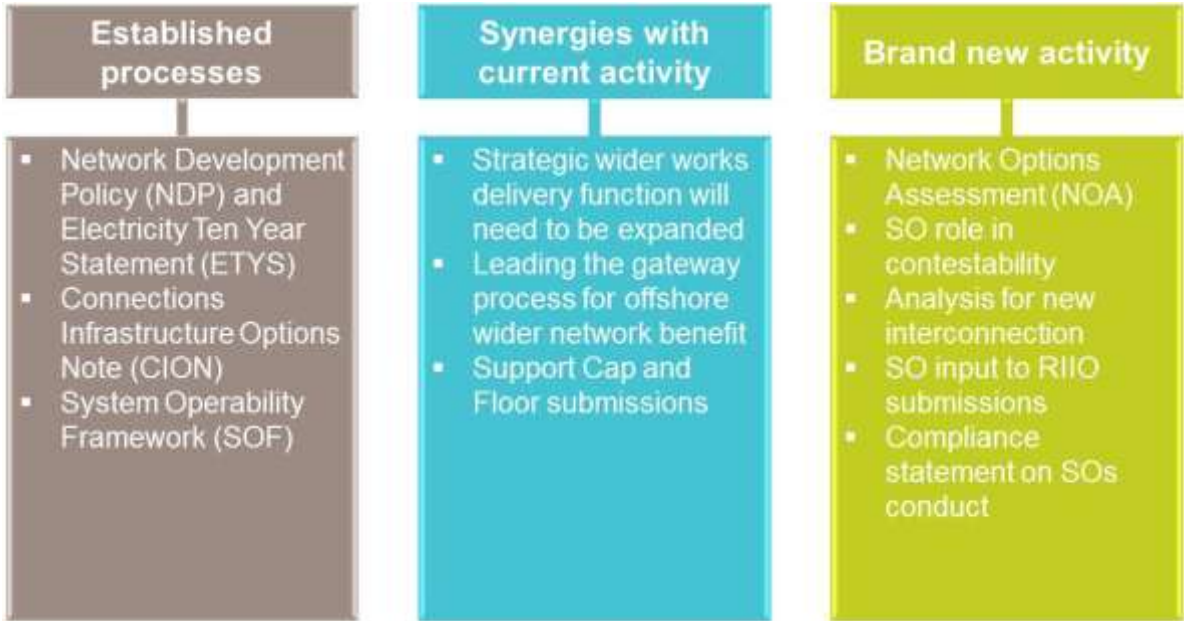 Established
processes
▪ Network Development
Policy (NDP) and
Electricity Ten Year
Statement (ETYS)
▪ Connections
Infrastructure Options
Note (CION)
▪ System Operability
Framework (SOF)
Synergies with
current activity
▪ Strategic wider works
delivery function will
need to be expanded
▪ Leading the gateway
process for offshore
wider network benefit
▪ Support Cap and
Floor submissions
Brand new activity
▪ Network Options
Assessment (NOA)
▪ SO role in
contestability
▪ Analysis for new
interconnection
▪ SO input to RIIO
submissions
▪ Compliance
statement on SOs
conduct